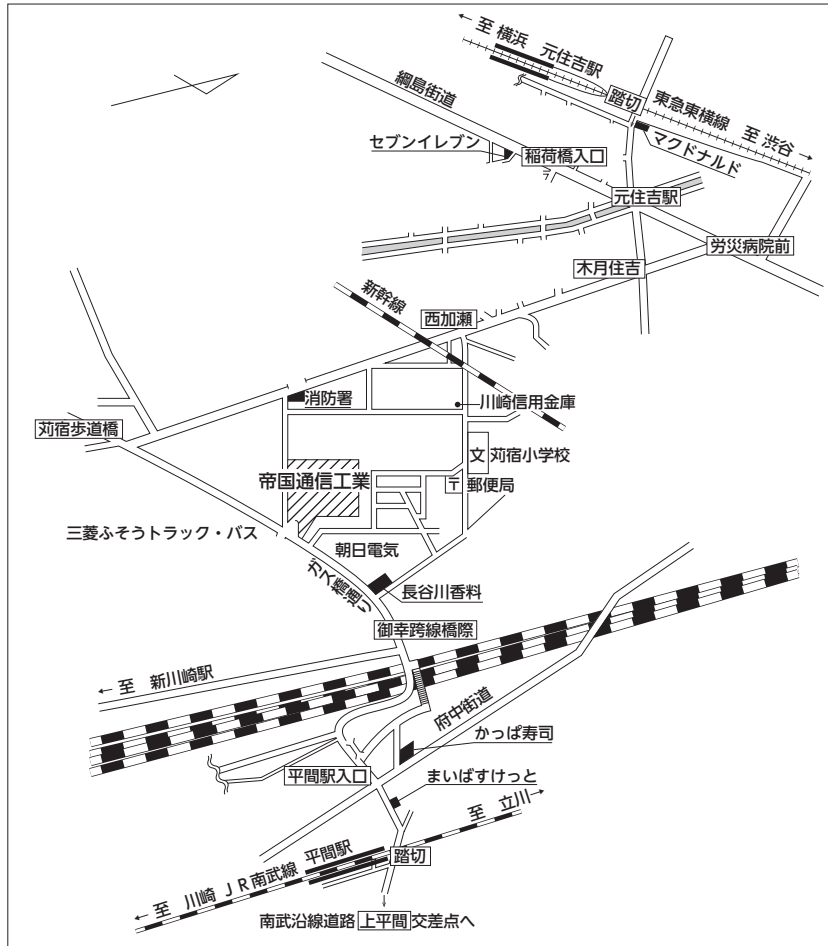 ← 至 横浜
元住吉駅
綱島街道
踏切
東急東横線
至 渋谷 →
セブンイレブン
稲荷橋入口
マクドナルド
元住吉駅
労災病院前
木月住吉
新幹線
西加瀬
消防署
川崎信用金庫
苅宿歩道橋
文 苅宿小学校
帝国通信工業
〒 郵便局
三菱ふそうトラック・バス
朝日電気
ガス橋通り
長谷川香料
御幸跨線橋際
← 至 新川崎駅
府中街道
かっぱ寿司
平間駅入口
まいばすけっと
至 立川 →
平間駅
踏切
← 至 川崎 JR南武線
↓
南武沿線道路 上平間 交差点へ